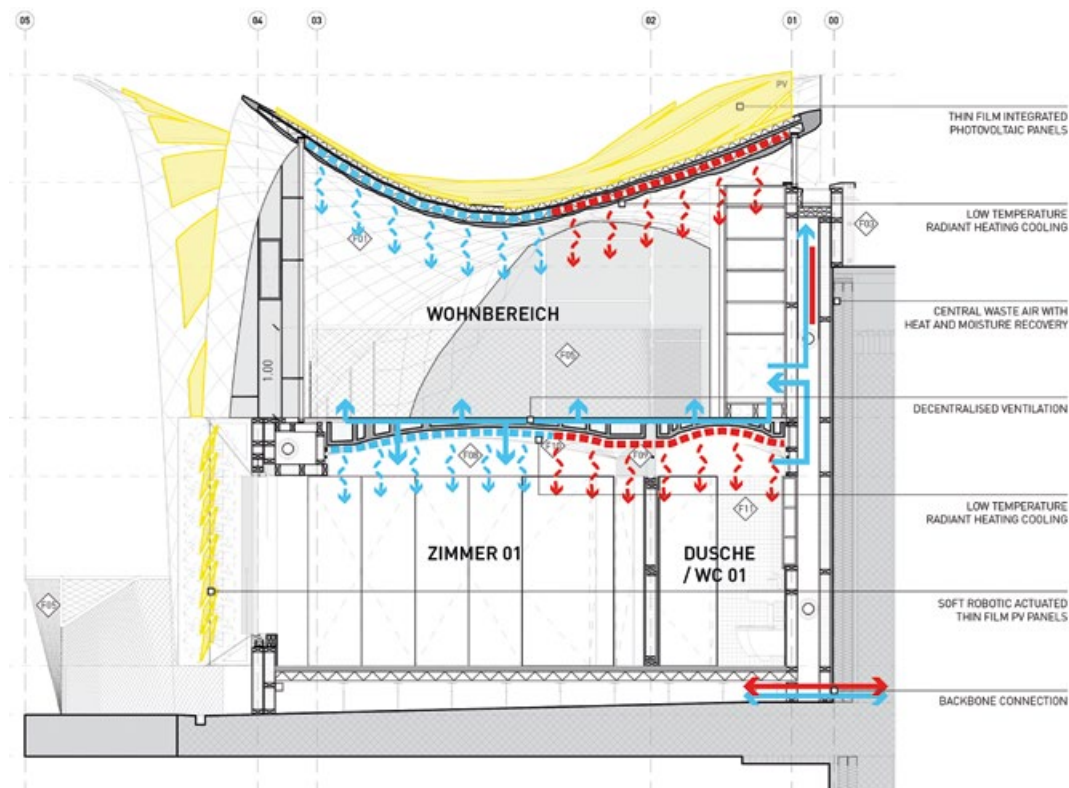 05
04
03
02
01
00
PV
THIN FILM INTEGRATED
PHOTOVOLTAIC PANELS
LOW TEMPERATURE
RADIANT HEATING COOLING
F03
F01
CENTRAL WASTE AIR WITH
HEAT AND MOISTURE RECOVERY
WOHNBEREICH
F05
1.00
DECENTRALISED VENTILATION
F10
F08
F09
LOW TEMPERATURE
RADIANT HEATING COOLING
F11
ZIMMER 01
DUSCHE
/ WC 01
SOFT ROBOTIC ACTUATED
THIN FILM PV PANELS
F05
BACKBONE CONNECTION